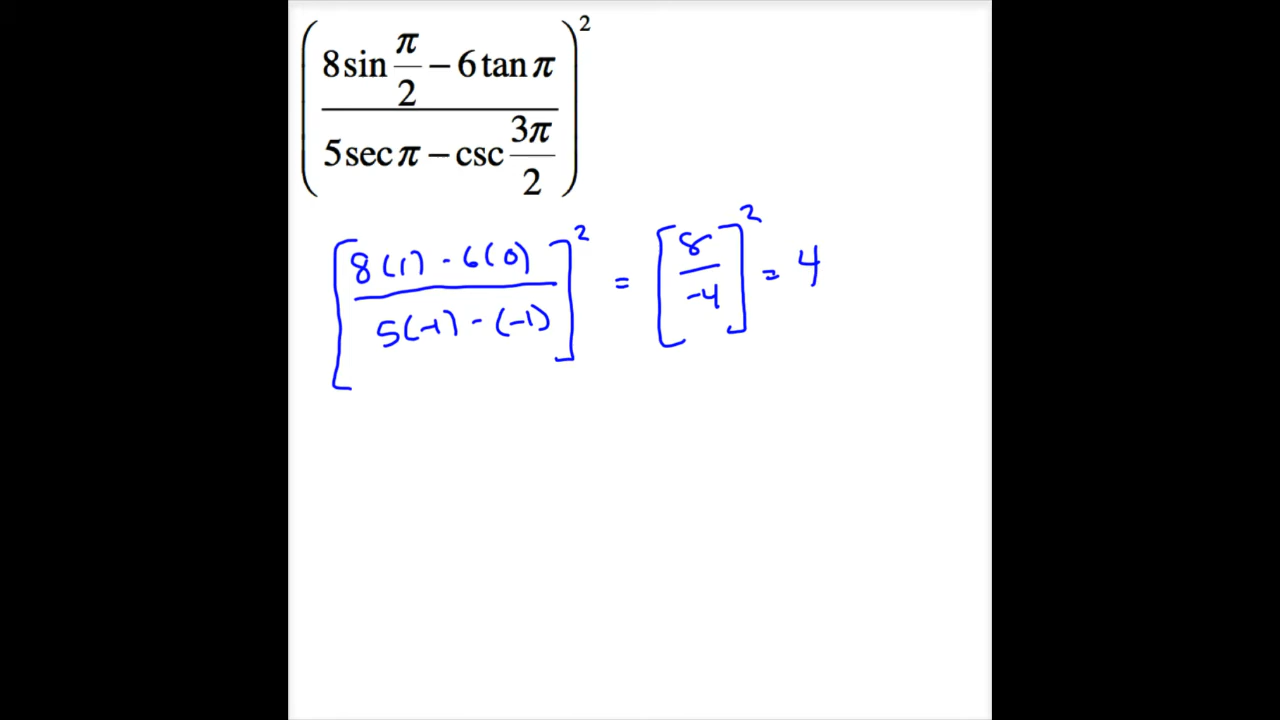 (8 sin π/2 − 6 tan π / 5 sec π − csc 3π/2)²
[8(1) - 6(0) / 5(-1) - (-1)]² = [8 / -4]² = 4